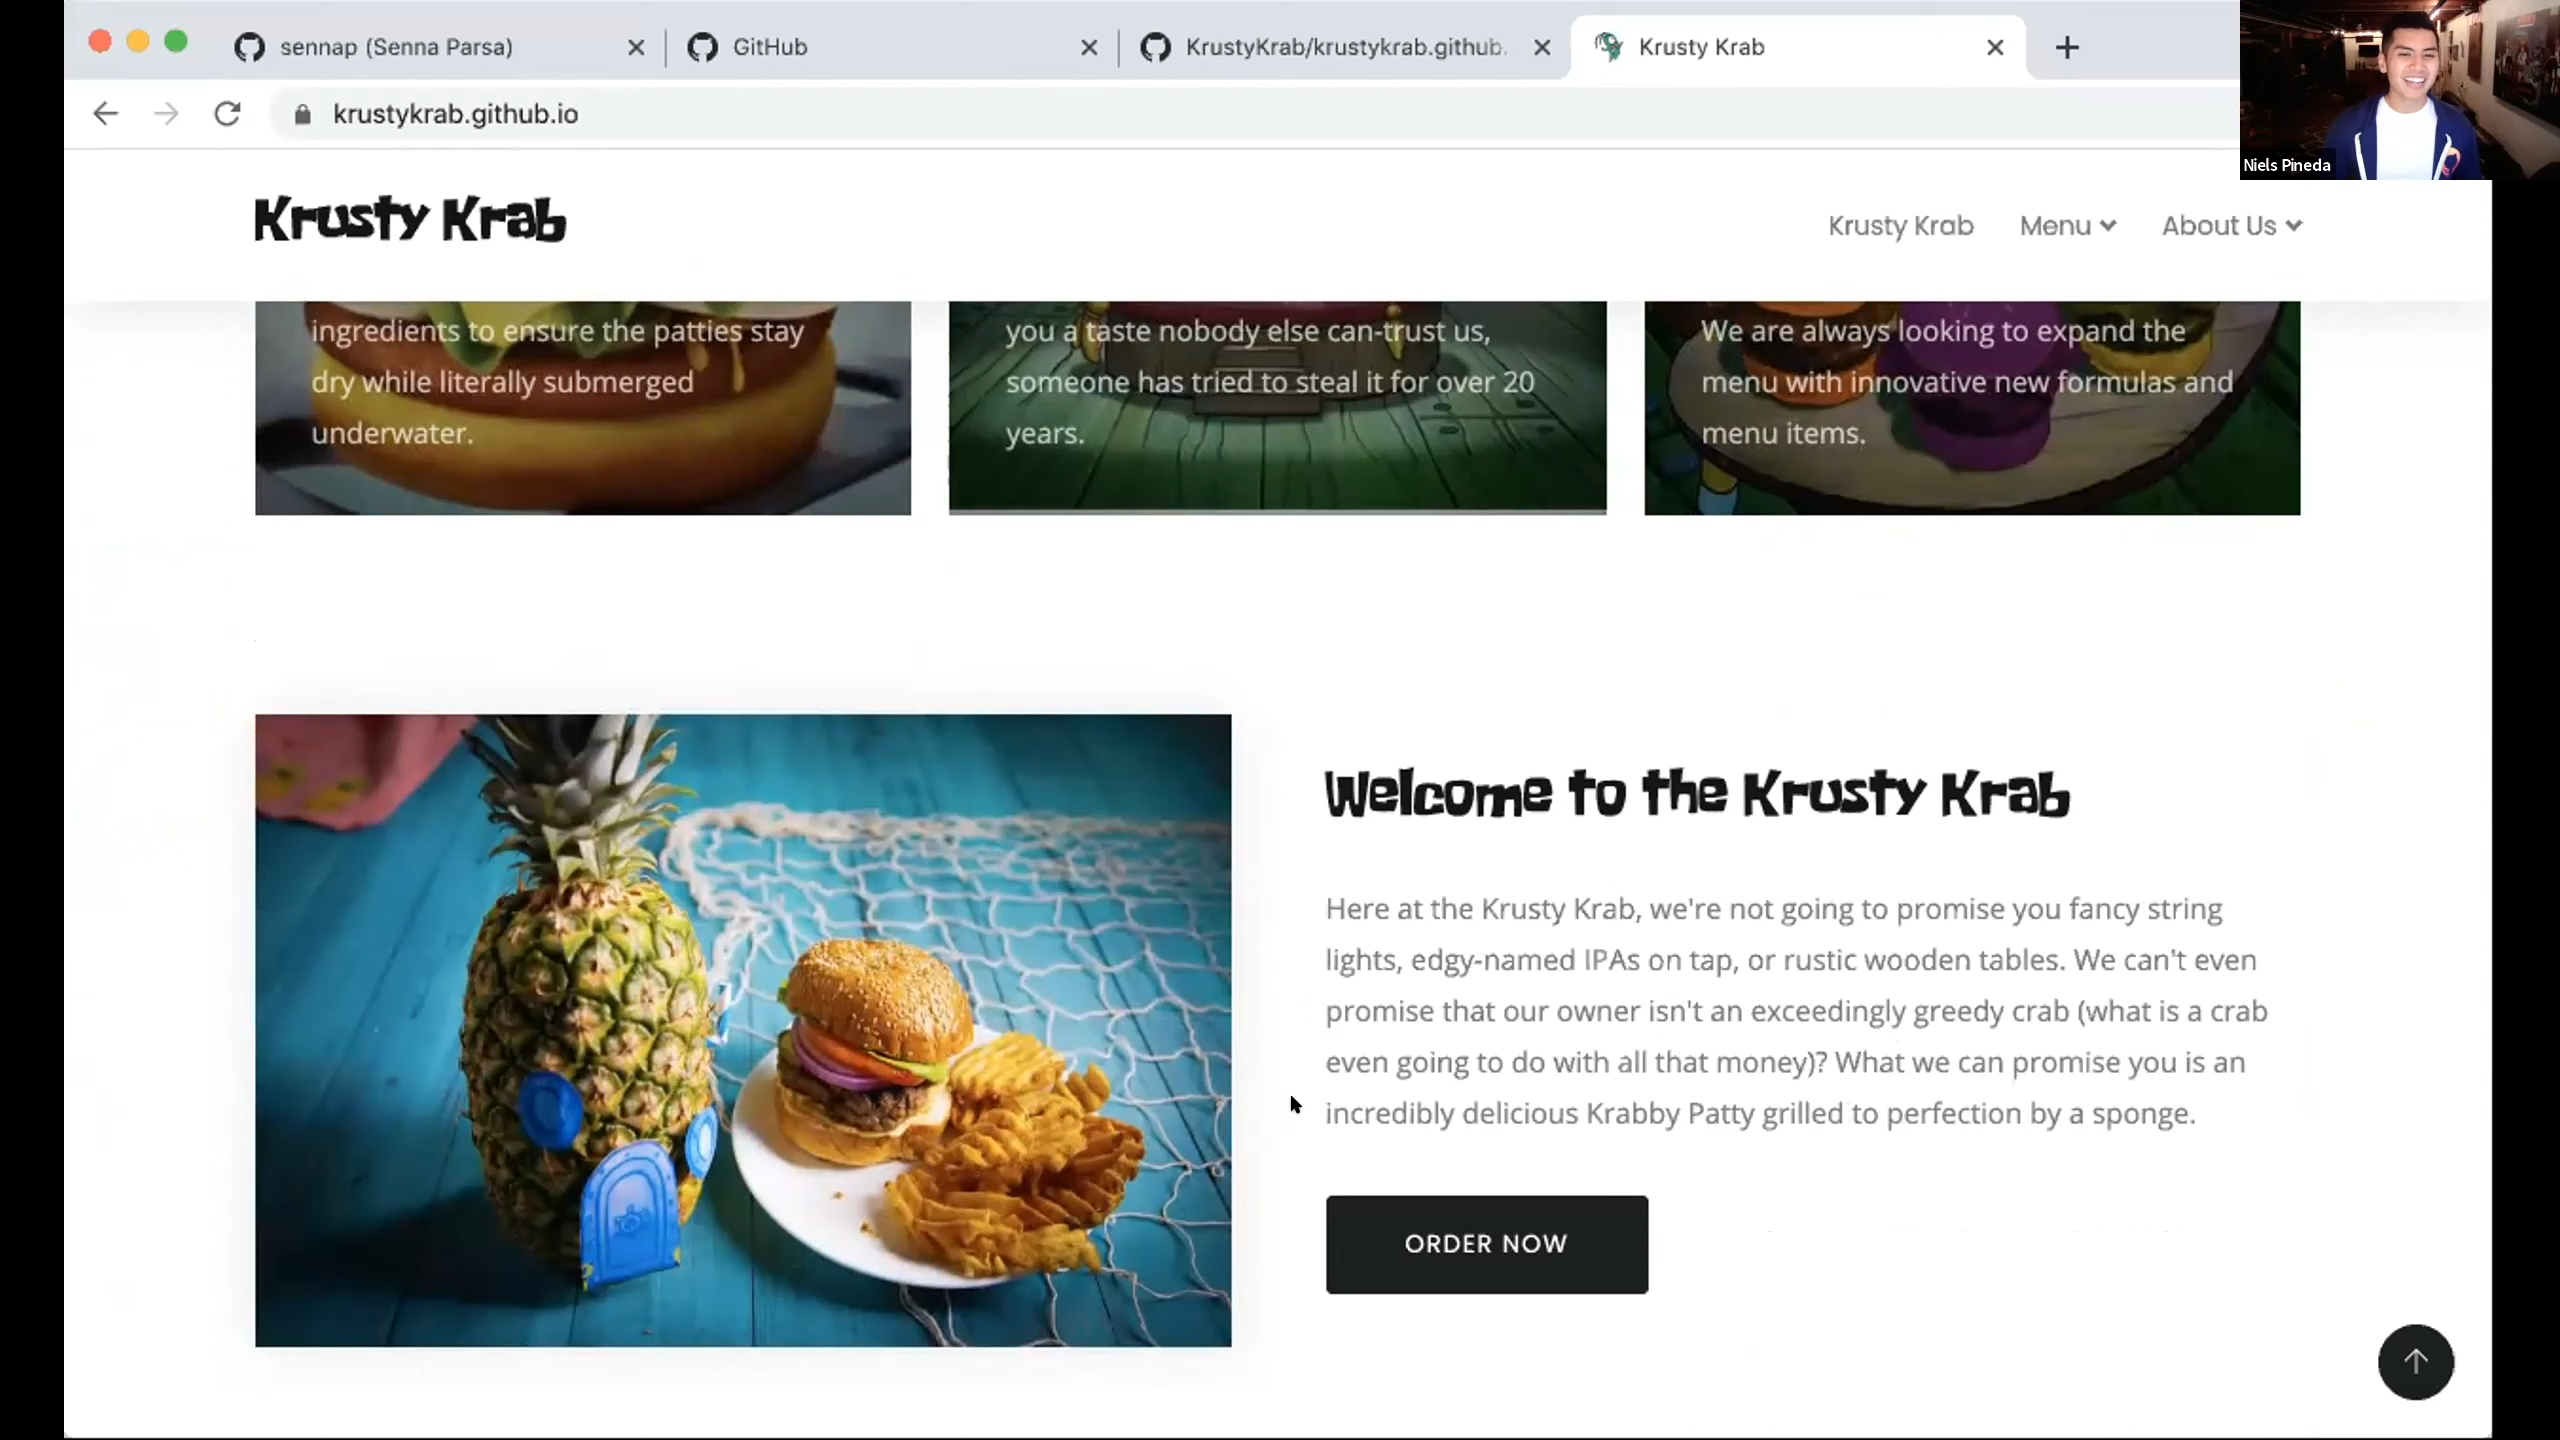 sennap (Senna Parsa)
GitHub
KrustyKrab/krustykrab.github.
Krusty Krab
krustykrab.github.io
Niels Pineda
Krusty Krab
Krusty Krab
Menu
About Us
ingredients to ensure the patties stay
dry while literally submerged
underwater.
you a taste nobody else can-trust us,
someone has tried to steal it for over 20
years.
We are always looking to expand the
menu with innovative new formulas and
menu items.
Welcome to the Krusty Krab
Here at the Krusty Krab, we're not going to promise you fancy string
lights, edgy-named IPAs on tap, or rustic wooden tables. We can't even
promise that our owner isn't an exceedingly greedy crab (what is a crab
even going to do with all that money)? What we can promise you is an
incredibly delicious Krabby Patty grilled to perfection by a sponge.
ORDER NOW